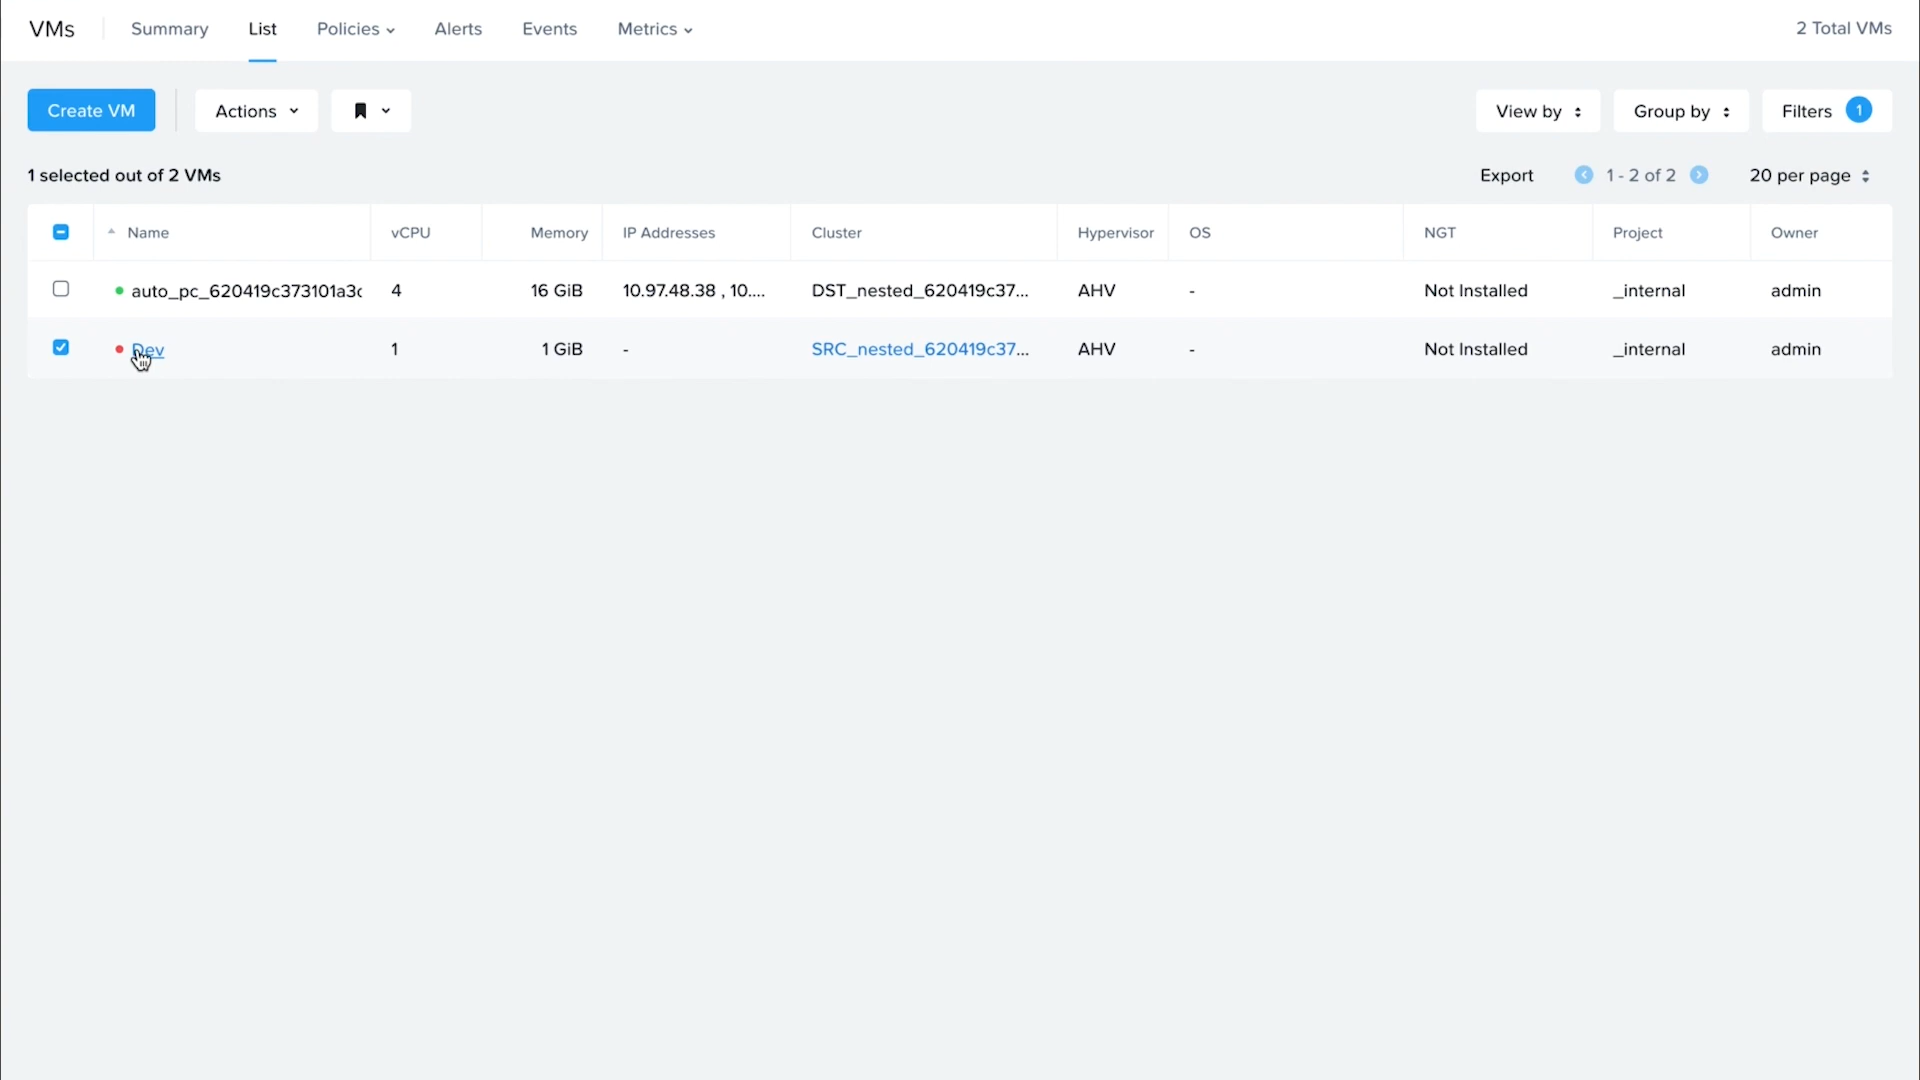 VMs Summary List Policies Alerts Events Metrics 2 Total VMs
Create VM Actions View by Group by Filters 1
1 selected out of 2 VMs Export 1 - 2 of 2 20 per page
Name vCPU Memory IP Addresses Cluster Hypervisor OS NGT Project Owner
auto_pc_620419c373101a3c 4 16 GiB 10.97.48.38 , 10.... DST_nested_620419c37... AHV - Not Installed _internal admin
Dev 1 1 GiB - SRC_nested_620419c37... AHV - Not Installed _internal admin